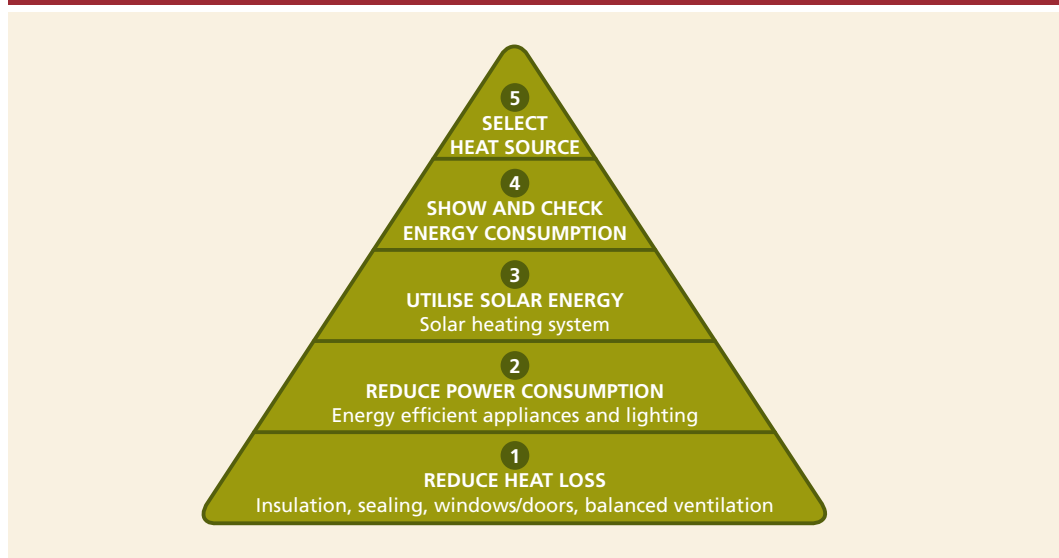 5
SELECT
HEAT SOURCE
4
SHOW AND CHECK
ENERGY CONSUMPTION
3
UTILISE SOLAR ENERGY
Solar heating system
2
REDUCE POWER CONSUMPTION
Energy efficient appliances and lighting
1
REDUCE HEAT LOSS
Insulation, sealing, windows/doors, balanced ventilation